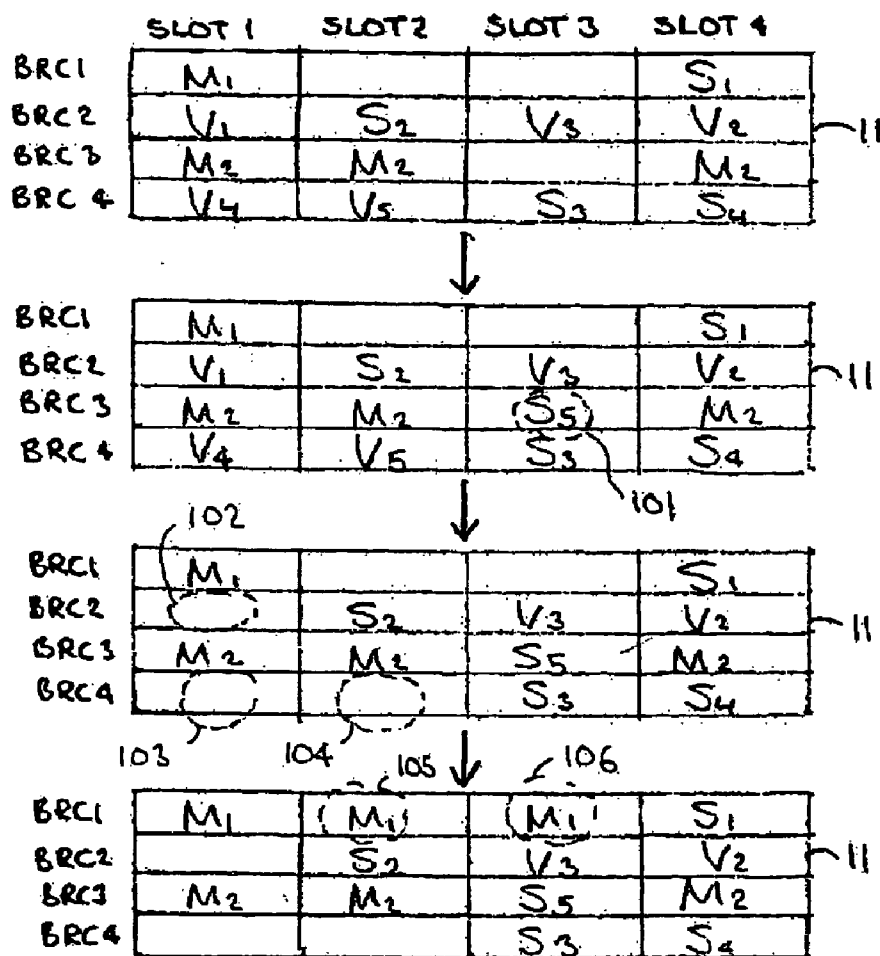 SLOT 1 SLOT 2 SLOT 3 SLOT 4
BRC1 M1 S1
BRC2 V1 S2 V3 V2 11
BRC3 M2 M2 M2
BRC 4 V4 V5 S3 S4
BRC1 M1 S1
BRC2 V1 S2 V3 V2 11
BRC3 M2 M2 S5 M2
BRC4 V4 V5 S3 S4
101
102
BRC1 M1 S1
BRC2 S2 V3 V2 11
BRC3 M2 M2 S5 M2
BRC4 S3 S4
103 104 105 106
BRC1 M1 M1 M1 S1
BRC2 S2 V3 V2 11
BRC3 M2 M2 S5 M2
BRC4 S3 S4